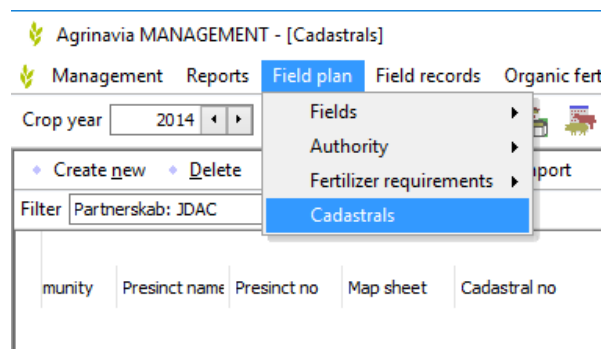 Agrinavia MANAGEMENT - [Cadastrals]
Management Reports Field plan Field records Organic fert
Crop year 2014
Fields
Authority
Create new Delete
Fertilizer requirements
port
Filter Partnerskab: JDAC
Cadastrals
munity Presinct name Presinct no Map sheet Cadastral no